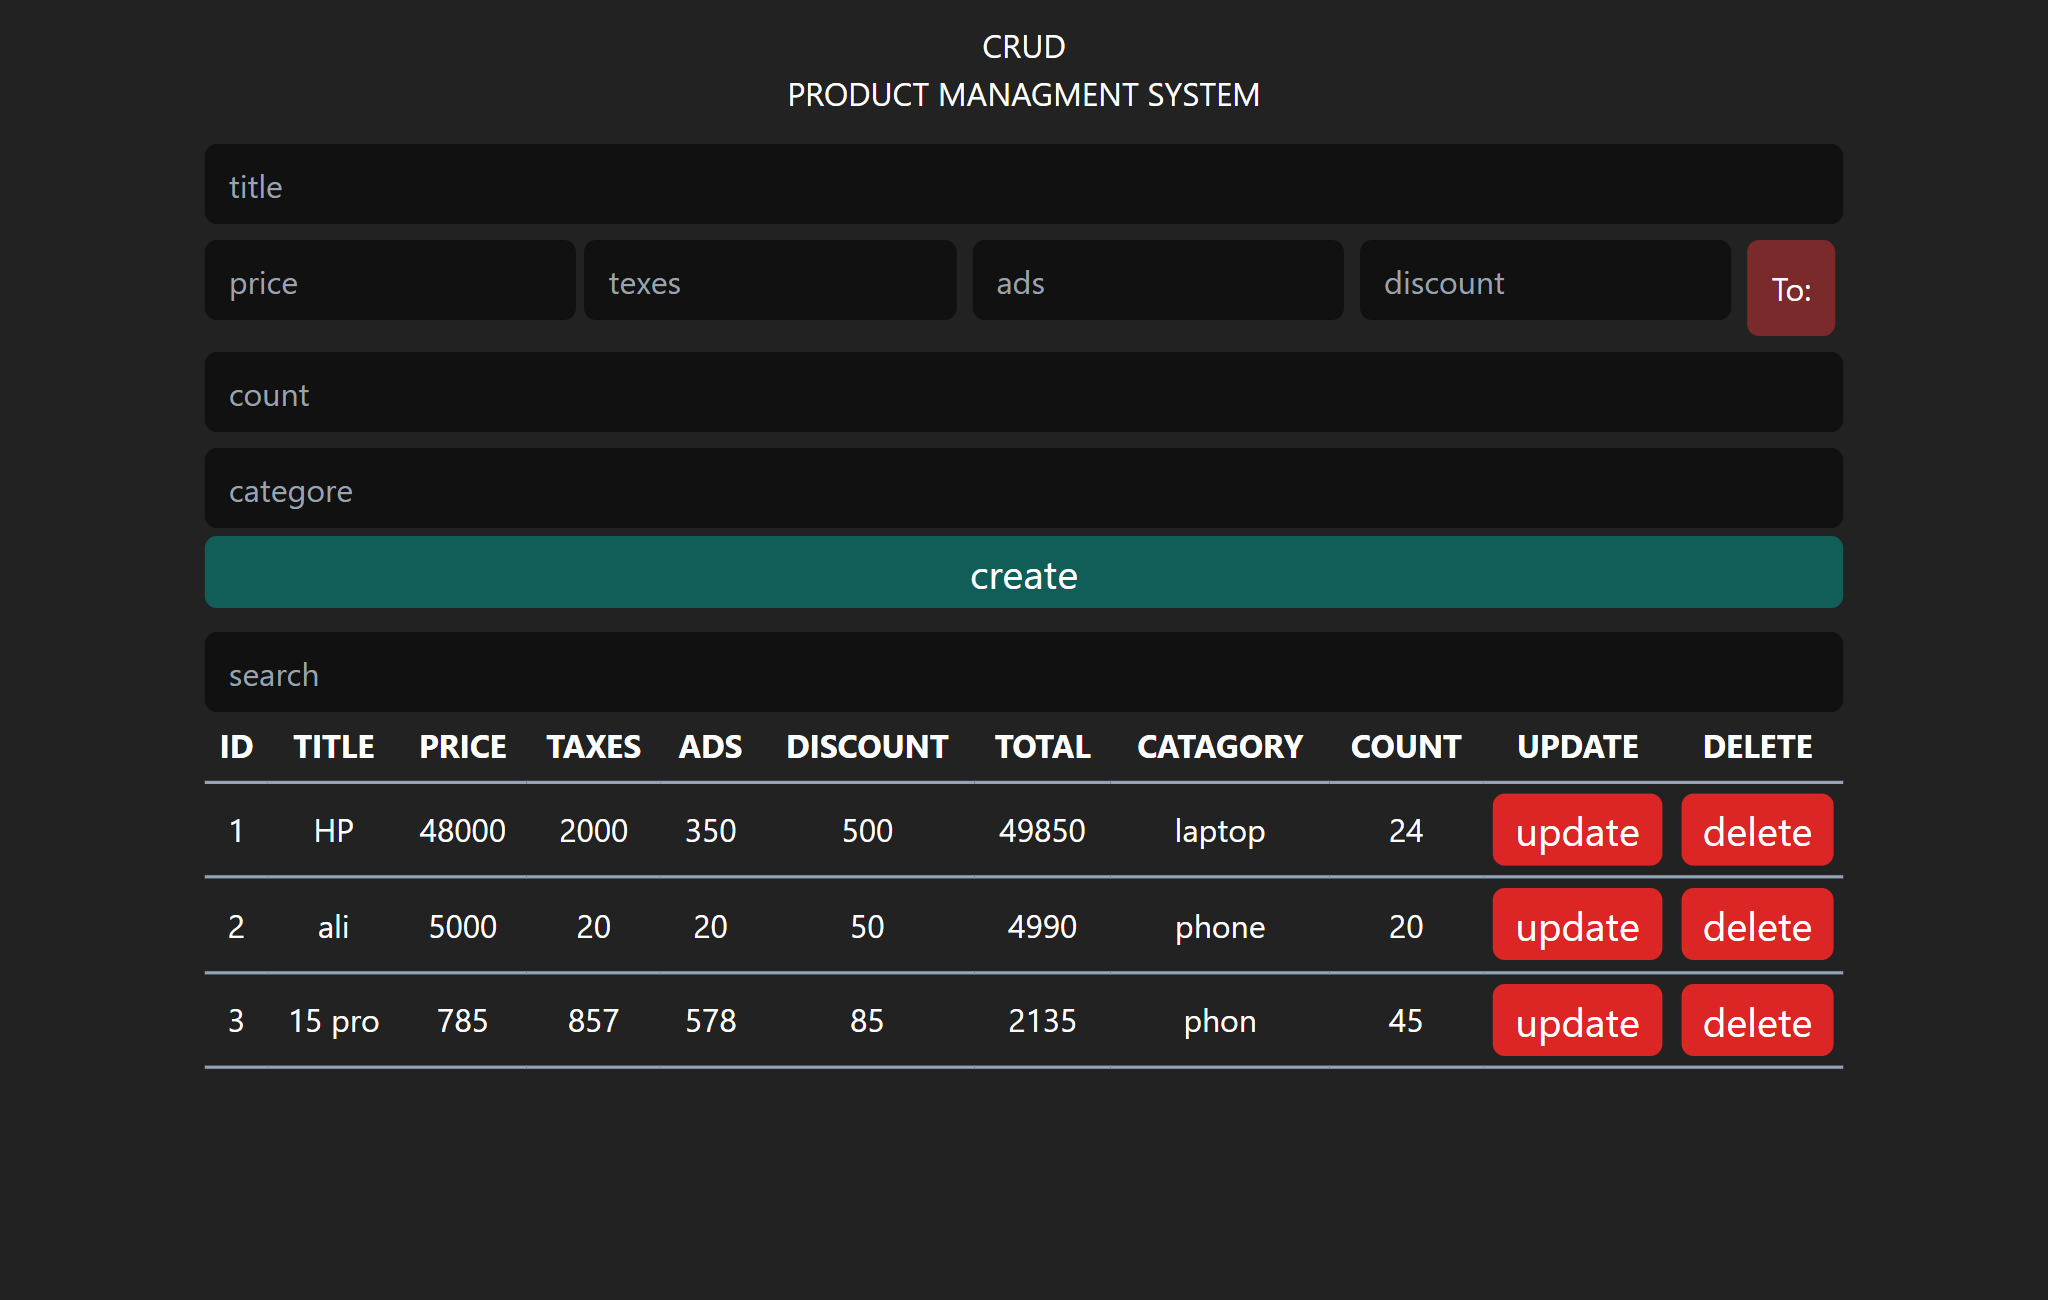 CRUD
PRODUCT MANAGMENT SYSTEM
title
price texes ads discount To:
count
categore
create
search
ID TITLE PRICE TAXES ADS DISCOUNT TOTAL CATAGORY COUNT UPDATE DELETE
1 HP 48000 2000 350 500 49850 laptop 24 update delete
2 ali 5000 20 20 50 4990 phone 20 update delete
3 15 pro 785 857 578 85 2135 phon 45 update delete